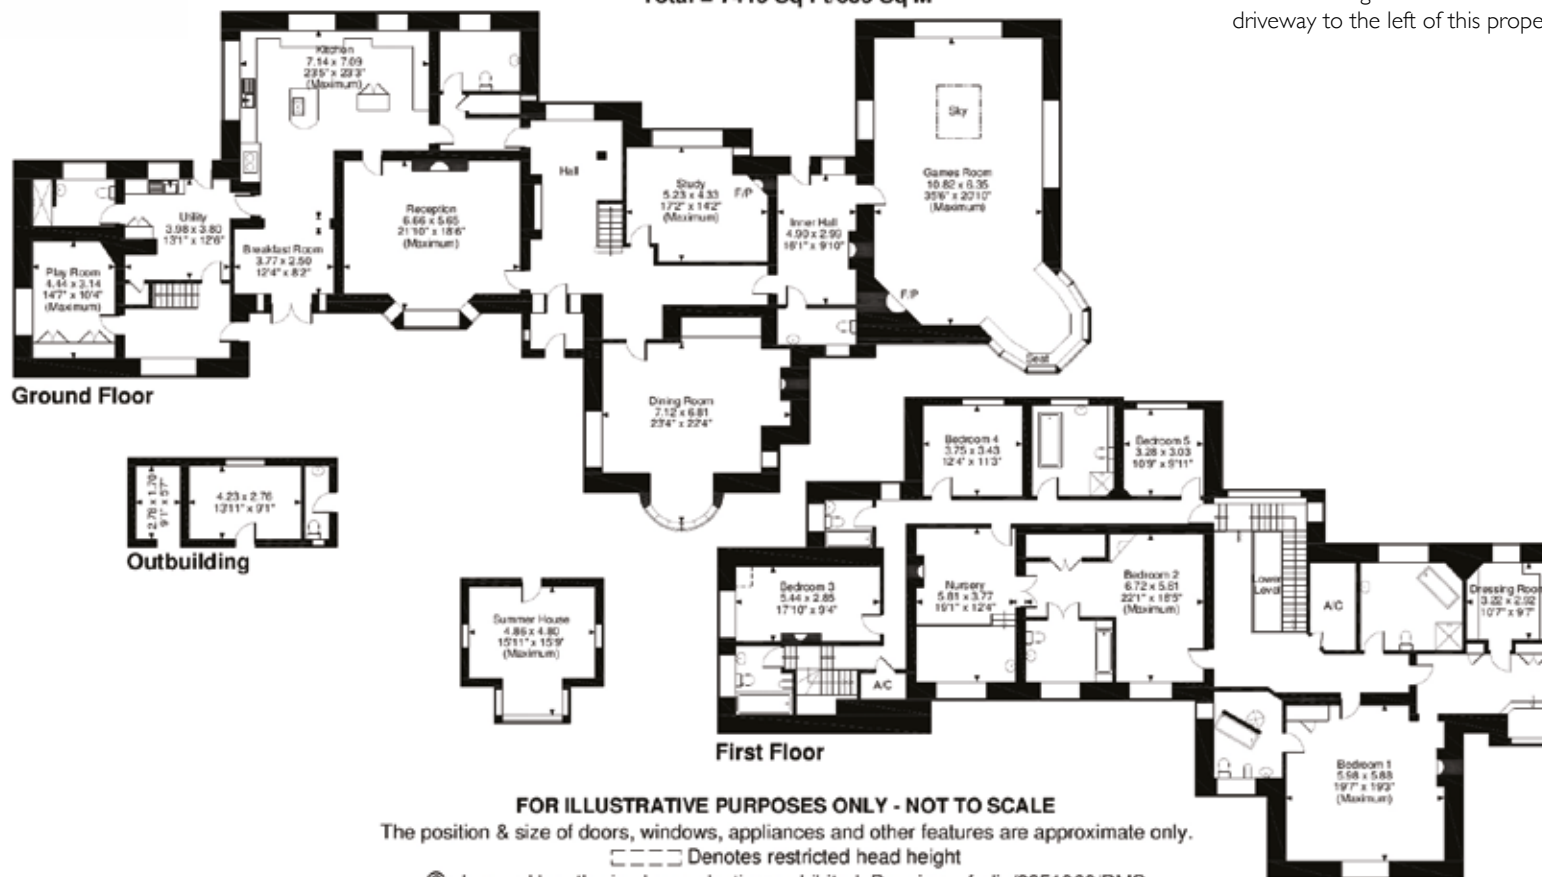 driveway to the left of this prope
Kitchen
7.14 x 7.09
23'5" x 23'3"
(Maximum)
Sky
Games Room
10.82 x 6.35
35'6" x 20'10"
(Maximum)
Hall
Study
5.23 x 4.33
17'2" x 14'2"
(Maximum)
F/P
Reception
6.66 x 5.65
21'10" x 18'6"
(Maximum)
Utility
3.98 x 3.80
13'1" x 12'6"
Inner Hall
4.90 x 2.99
16'1" x 9'10"
Breakfast Room
3.77 x 2.50
12'4" x 8'2"
Play Room
4.44 x 3.14
14'7" x 10'4"
(Maximum)
F/P
Seat
Ground Floor
Dining Room
7.12 x 6.81
23'4" x 22'4"
2.78 x 1.70
9'1" x 5'7"
4.23 x 2.76
13'11" x 9'1"
Outbuilding
Summer House
4.86 x 4.80
15'11" x 15'9"
(Maximum)
Bedroom 4
3.75 x 3.43
12'4" x 11'3"
Bedroom 5
3.28 x 3.03
10'9" x 9'11"
Bedroom 3
5.44 x 2.85
17'10" x 9'4"
Nursery
5.81 x 3.77
19'1" x 12'4"
Bedroom 2
6.72 x 5.61
22'1" x 18'5"
(Maximum)
Lower
Level
A/C
Dressing Room
3.22 x 2.92
10'7" x 9'7"
A/C
First Floor
Bedroom 1
5.98 x 5.88
19'7" x 19'3"
(Maximum)
FOR ILLUSTRATIVE PURPOSES ONLY - NOT TO SCALE
The position & size of doors, windows, appliances and other features are approximate only.
Denotes restricted head height